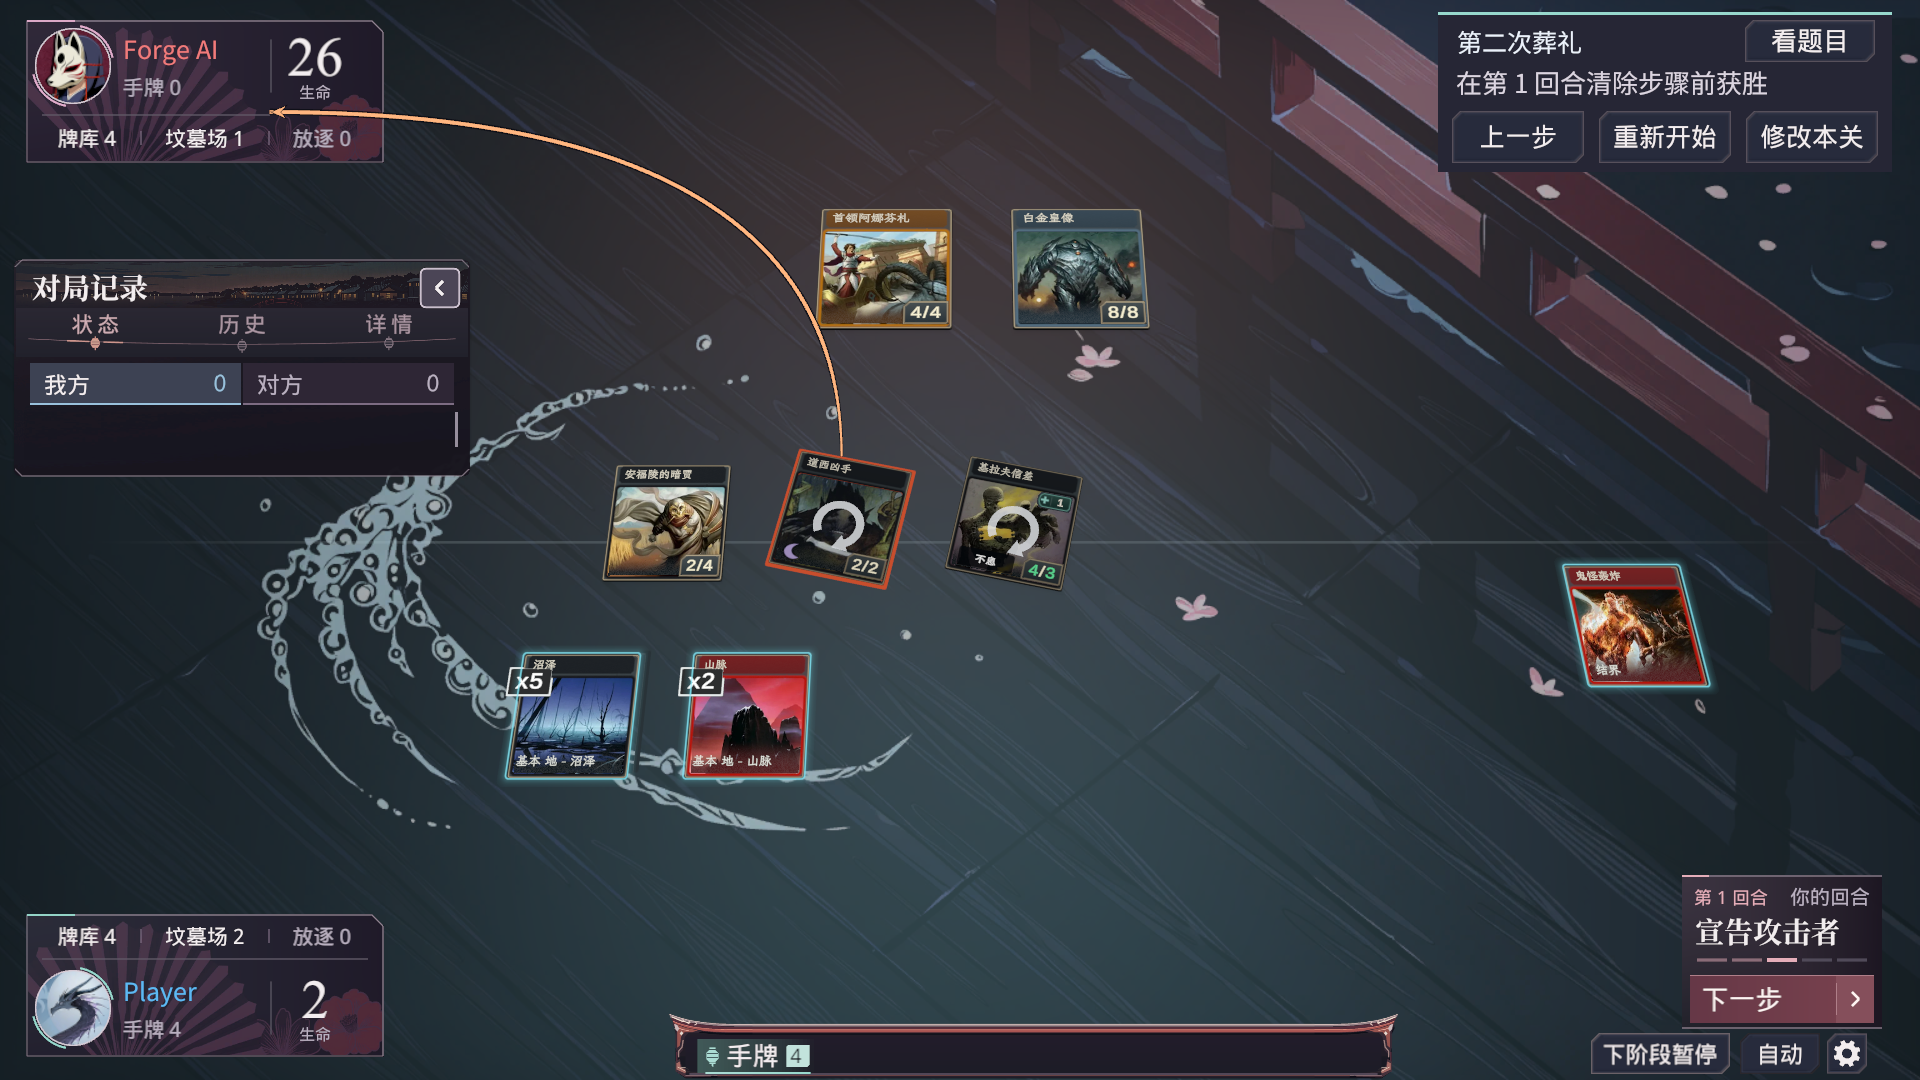 Forge AI
手牌 0
26
生命
牌库 4
坟墓场 1
放逐 0
第二次葬礼
看题目
在第 1 回合清除步骤前获胜
上一步
重新开始
修改本关
对局记录
状态
历史
详情
我方 0
对方 0
首领阿娜芬札
4/4
白金皇像
8/8
安福陵的暗贾
2/4
道西凶手
2/2
基拉夫信差
+ 1
不息
4/3
鬼怪轰炸
结界
沼泽
x5
基本 地 - 沼泽
山脉
x2
基本 地 - 山脉
牌库 4
坟墓场 2
放逐 0
Player
手牌 4
2
生命
手牌 4
第 1 回合
你的回合
宣告攻击者
下一步
下阶段暂停
自动